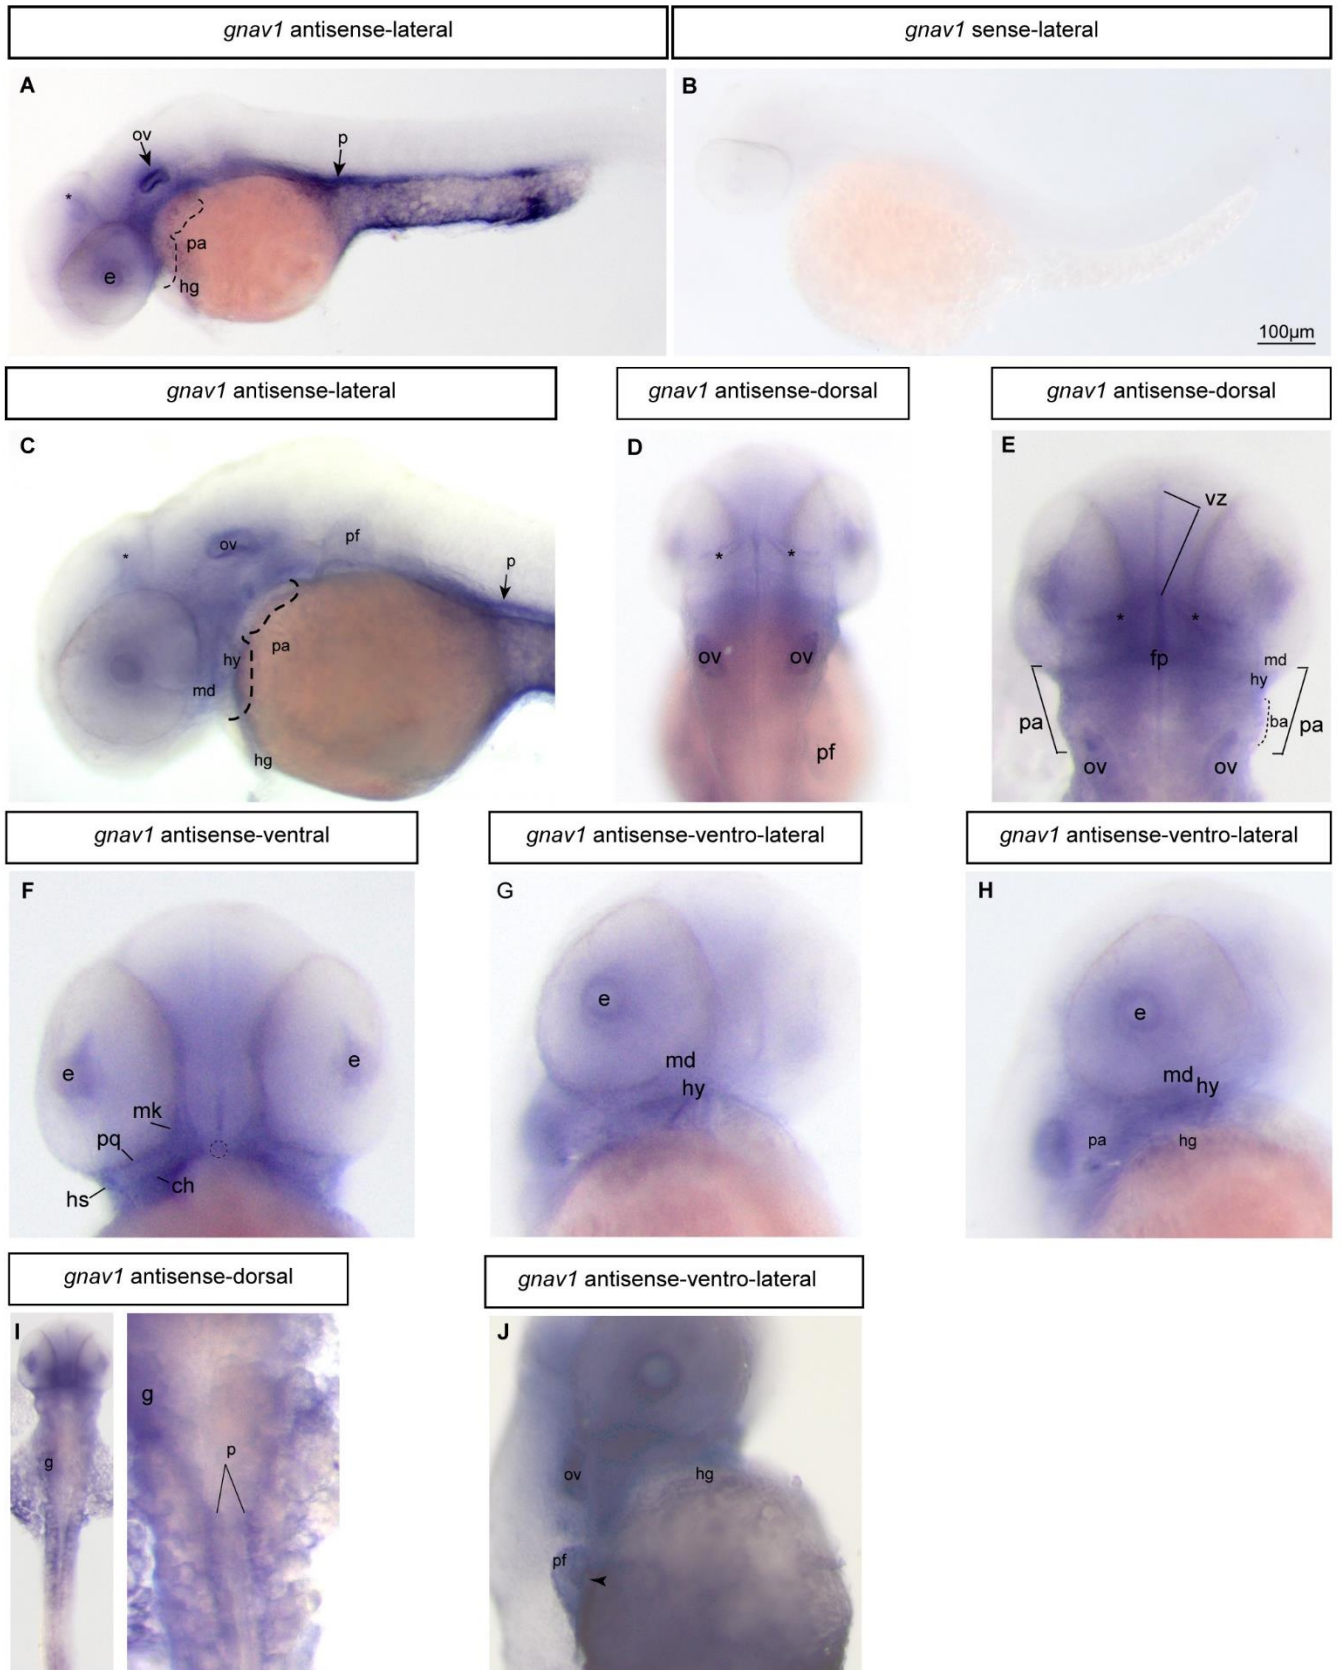 gnav1 antisense-lateral
gnav1 sense-lateral
A
ov
p
*
pa
e
hg
B
100µm
gnav1 antisense-lateral
gnav1 antisense-dorsal
gnav1 antisense-dorsal
C
ov
pf
*
p
pa
hy
md
hg
D
* *
ov ov
pf
E
vz
* *
fp
md
hy
pa ba pa
ov ov
gnav1 antisense-ventral
gnav1 antisense-ventro-lateral
gnav1 antisense-ventro-lateral
F
e e
mk
pq
hs ch
G
e
md
hy
H
e
md hy
pa hg
gnav1 antisense-dorsal
gnav1 antisense-ventro-lateral
I
g
g
p
J
ov hg
pf